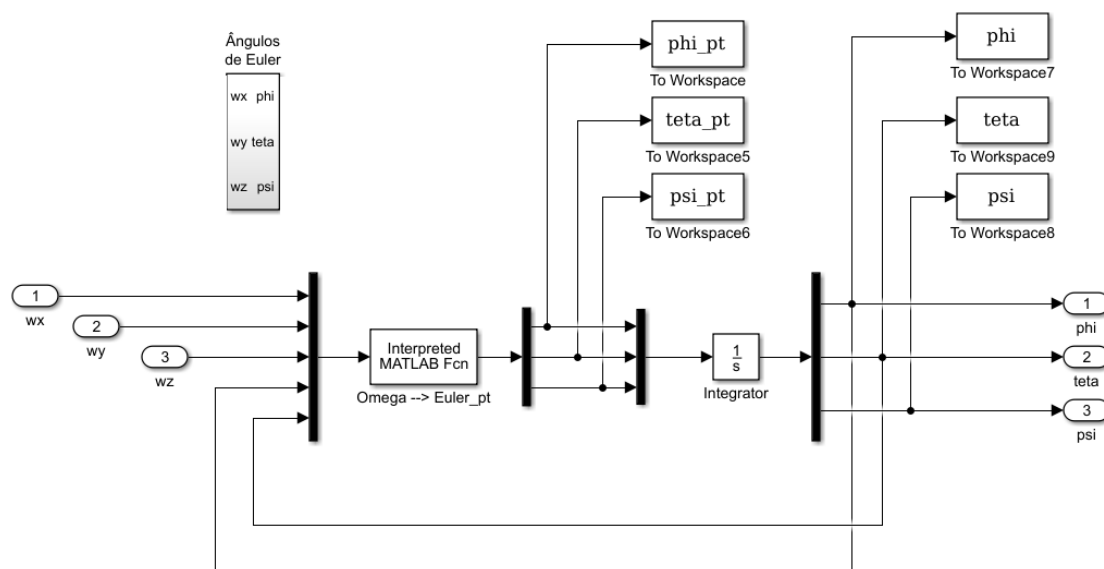 Ângulos
de Euler
wx phi
wy teta
wz psi
phi_pt
To Workspace
teta_pt
To Workspace5
psi_pt
To Workspace6
phi
To Workspace7
teta
To Workspace9
psi
To Workspace8
1
wx
2
wy
3
wz
Interpreted
MATLAB Fcn
Omega --> Euler_pt
1
s
Integrator
1
phi
2
teta
3
psi